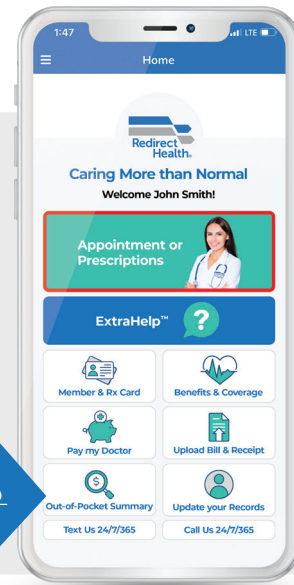 1:47
LTE
Home
Redirect
Health®
Caring More
than Normal
Welcome John Smith!
Appointment or
Prescriptions
ExtraHelp™
?
Member & Rx Card
Benefits & Coverage
Pay my Doctor
Upload Bill & Receipt
Out-of-Pocket Summary
Update your Records
Text Us 24/7/365
Call Us 24/7/365